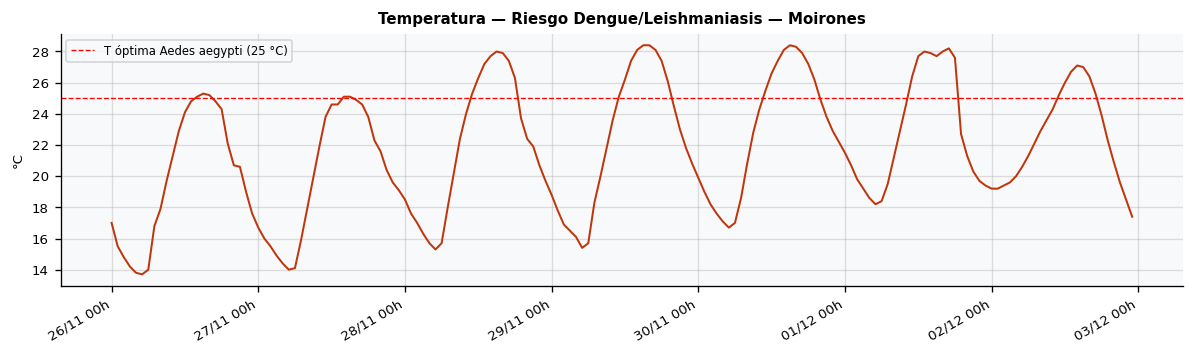 Temperatura — Riesgo Dengue/Leishmaniasis — Moirones
T óptima Aedes aegypti (25 °C)
°C
28
26
24
22
20
18
16
14
26/11 00h
27/11 00h
28/11 00h
29/11 00h
30/11 00h
01/12 00h
02/12 00h
03/12 00h